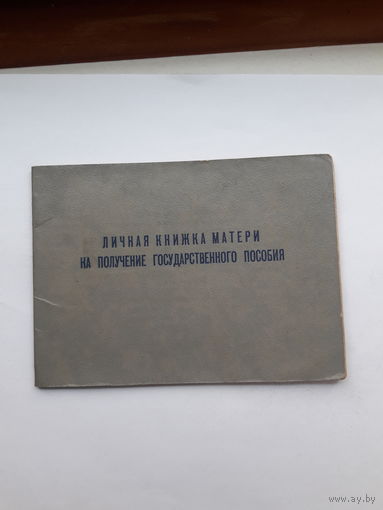 ЛИЧНАЯ КНИЖКА МАТЕРИ
НА ПОЛУЧЕНИЕ ГОСУДАРСТВЕННОГО ПОСОБИЯ
www.ay.by